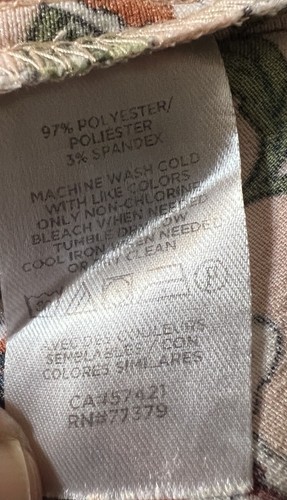 97% POLYESTER/
POLIESTER
3% SPANDEX
MACHINE WASH COLD
WITH LIKE COLORS
ONLY NON-CHLORINE
BLEACH WHEN NEEDED
TUMBLE DRY LOW
COOL IRON WHEN NEEDED
OR DRY CLEAN
AVEC DES COULEURS
SEMBLABLES / CON
COLORES SIMILARES
CA#57421
RN#77379